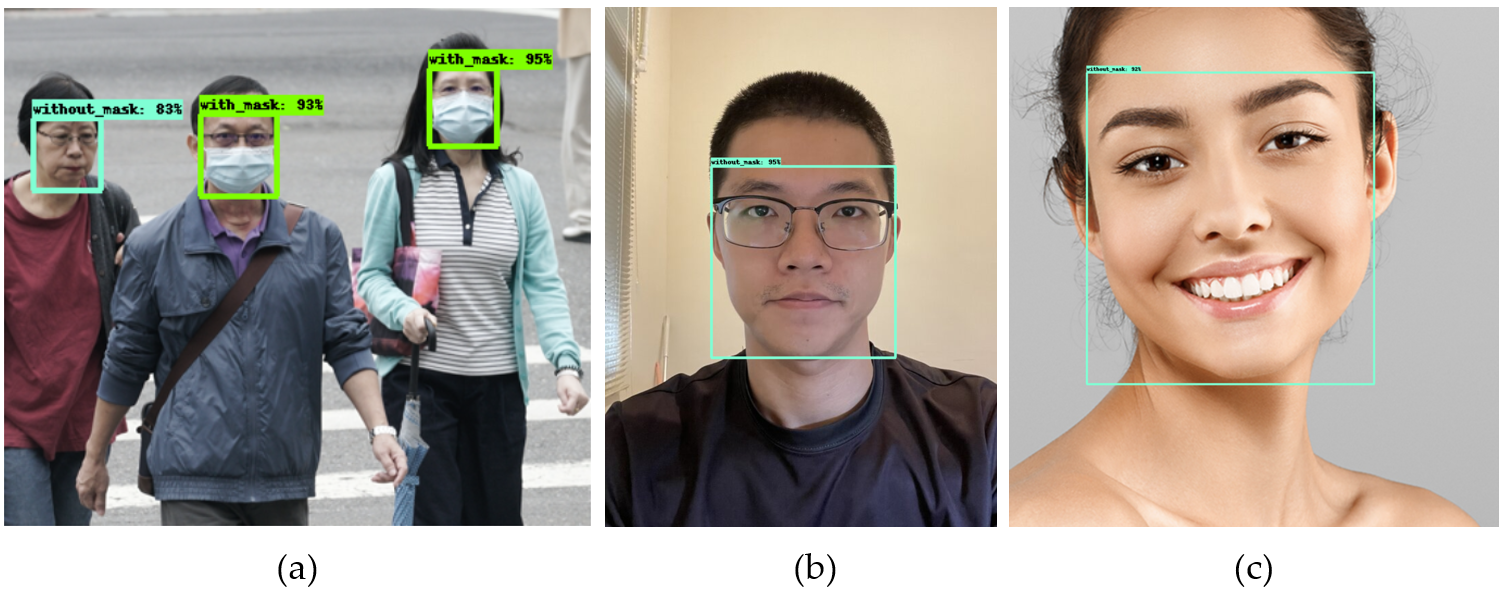 with_mask: 95%
without_mask: 83%
with_mask: 93%
without_mask: 95%
without_mask: 92%
(a)
(b)
(c)